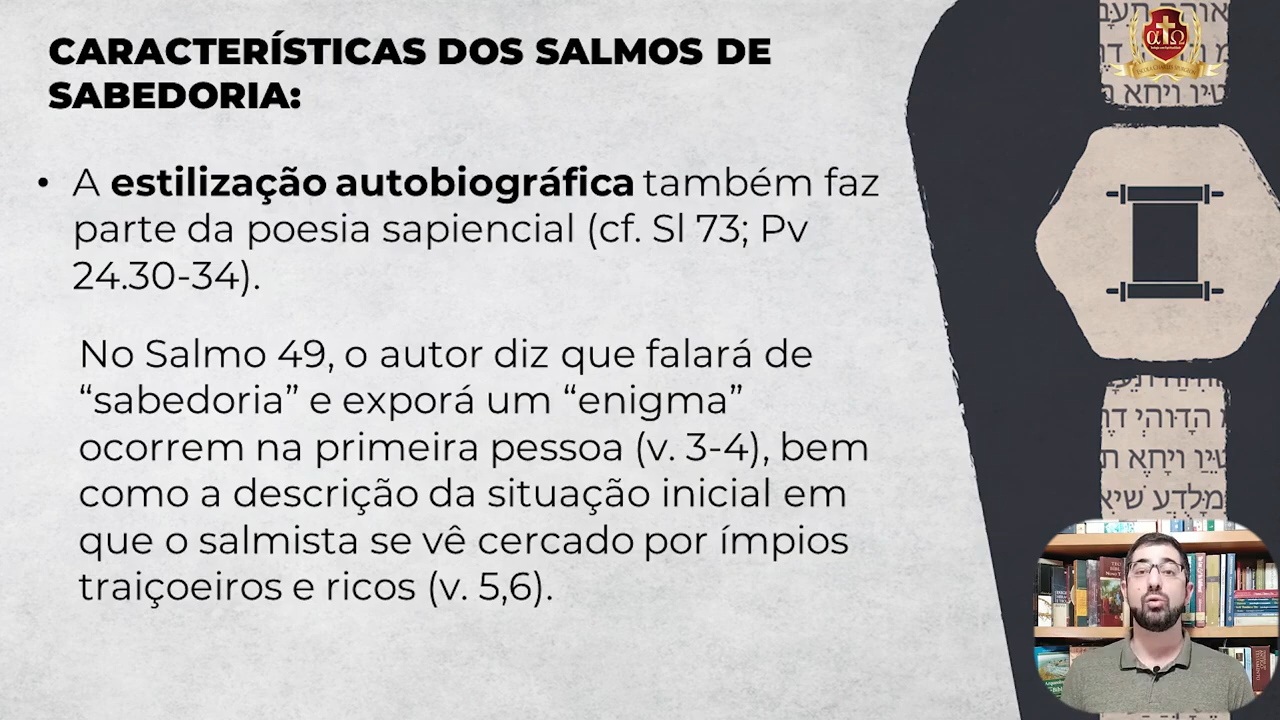 CARACTERÍSTICAS DOS SALMOS DE
SABEDORIA:
• A estilização autobiográfica também faz
parte da poesia sapiencial (cf. Sl 73; Pv
24.30-34).
No Salmo 49, o autor diz que falará de
“sabedoria” e exporá um “enigma”
ocorrem na primeira pessoa (v. 3-4), bem
como a descrição da situação inicial em
que o salmista se vê cercado por ímpios
traiçoeiros e ricos (v. 5,6).
α Ω